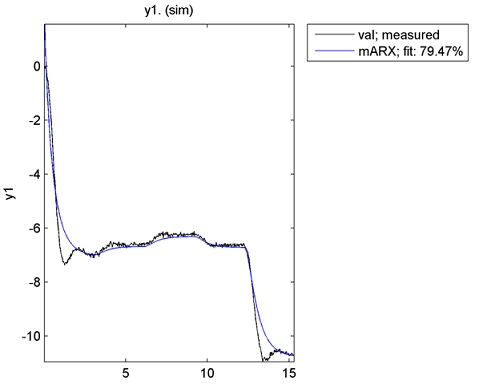 y1. (sim)
val; measured
mARX; fit: 79.47%
0
-2
-4
-6
-8
-10
y1
5
10
15